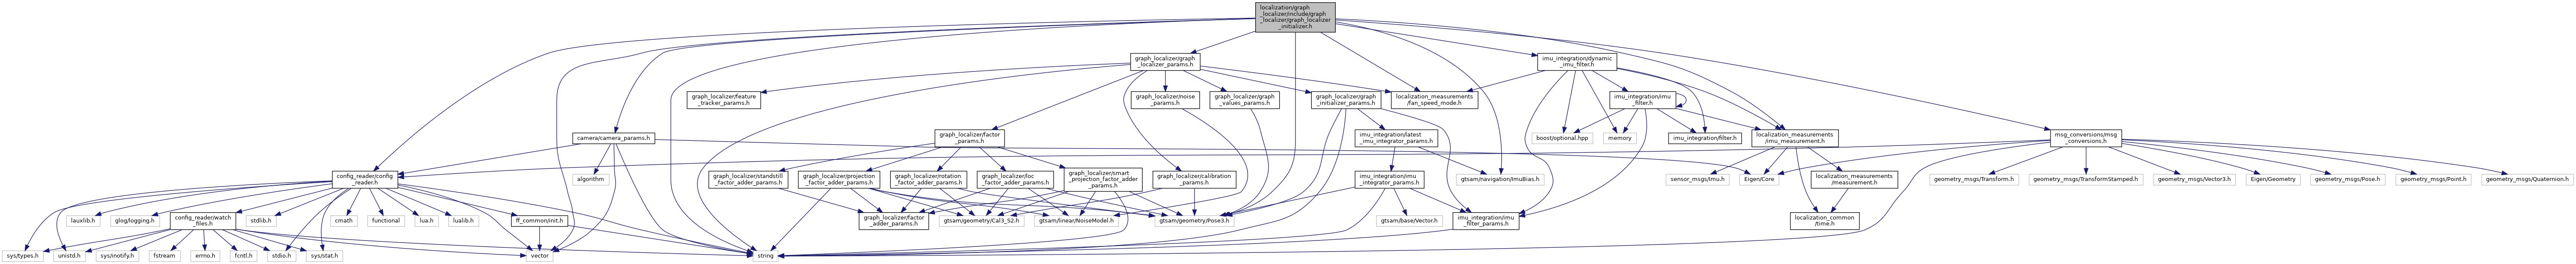 localization/graph
_localizer/include/graph
_localizer/graph_localizer
_initializer.h
graph_localizer/graph
_localizer_params.h
imu_integration/dynamic
_imu_filter.h
graph_localizer/feature
_tracker_params.h
graph_localizer/noise
_params.h
graph_localizer/graph
_values_params.h
graph_localizer/graph
_initializer_params.h
localization_measurements
/fan_speed_mode.h
imu_integration/imu
_filter.h
camera/camera_params.h
graph_localizer/factor
_params.h
imu_integration/latest
_imu_integrator_params.h
boost/optional.hpp
memory
imu_integration/filter.h
localization_measurements
/imu_measurement.h
msg_conversions/msg
_conversions.h
config_reader/config
_reader.h
algorithm
graph_localizer/standstill
_factor_adder_params.h
graph_localizer/projection
_factor_adder_params.h
graph_localizer/rotation
_factor_adder_params.h
graph_localizer/loc
_factor_adder_params.h
graph_localizer/smart
_projection_factor_adder
_params.h
graph_localizer/calibration
_params.h
imu_integration/imu
_integrator_params.h
gtsam/navigation/ImuBias.h
sensor_msgs/Imu.h
Eigen/Core
localization_measurements
/measurement.h
geometry_msgs/Transform.h
geometry_msgs/TransformStamped.h
geometry_msgs/Vector3.h
Eigen/Geometry
geometry_msgs/Pose.h
geometry_msgs/Point.h
geometry_msgs/Quaternion.h
lauxlib.h
glog/logging.h
config_reader/watch
_files.h
stdlib.h
cmath
functional
lua.h
lualib.h
ff_common/init.h
graph_localizer/factor
_adder_params.h
gtsam/geometry/Cal3_S2.h
gtsam/linear/NoiseModel.h
gtsam/geometry/Pose3.h
gtsam/base/Vector.h
imu_integration/imu
_filter_params.h
localization_common
/time.h
sys/types.h
unistd.h
sys/inotify.h
fstream
errno.h
fcntl.h
stdio.h
sys/stat.h
vector
string